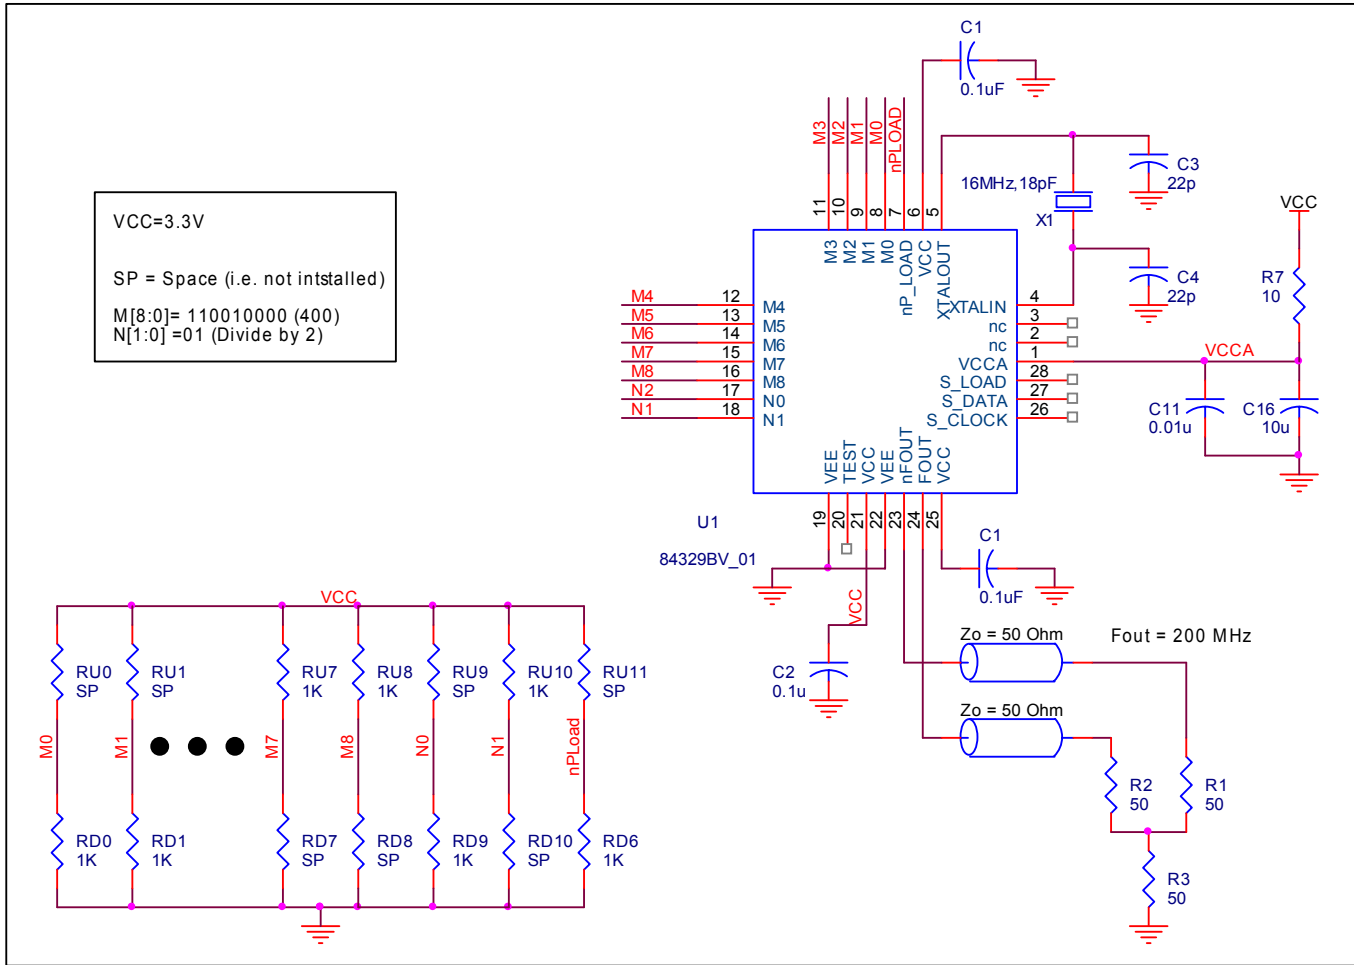 C1
0.1uF
M3
M2
M1
M0
nPLOAD
16MHz,18pF
X1
C3
22p
C4
22p
VCC
R7
10
VCCA
C11
0.01u
C16
10u
VCC=3.3V
SP = Space (i.e. not intstalled)
M[8:0]= 110010000 (400)
N[1:0] =01 (Divide by 2)
11
10
9
8
7
6
5
M3
M2
M1
M0
nP_LOAD
VCC
XTALOUT
M4 12 M4
M5 13 M5
M6 14 M6
M7 15 M7
M8 16 M8
N2 17 N0
N1 18 N1
XTALIN 4
nc 3
nc 2
VCCA 1
S_LOAD 28
S_DATA 27
S_CLOCK 26
VEE
TEST
VCC
VEE
nFOUT
FOUT
VCC
19
20
21
22
23
24
25
U1
84329BV_01
VCC
C1
0.1uF
C2
0.1u
Zo = 50 Ohm
Fout = 200 MHz
Zo = 50 Ohm
R2
50
R1
50
R3
50
VCC
RU0
SP
RU1
SP
RU7
1K
RU8
1K
RU9
SP
RU10
1K
RU11
SP
M0
M1
M7
M8
N0
N1
nPLoad
RD0
1K
RD1
1K
RD7
SP
RD8
SP
RD9
1K
RD10
SP
RD6
1K